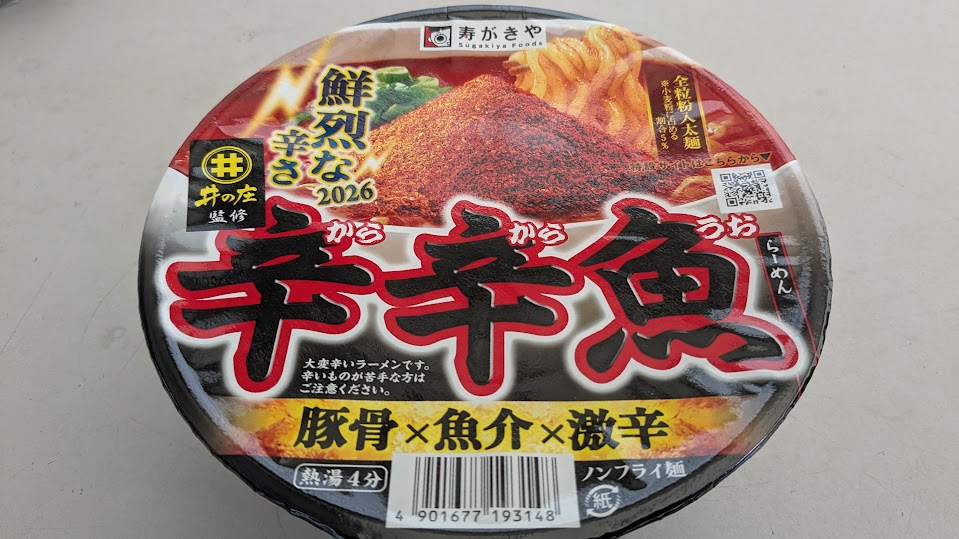 寿がきや
Sugakiya Foods
鮮烈な
辛さ
2026
全粒粉入太麺
※小麦粉に占める
割合5%
特設サイトはこちらから▼
井
井の庄
監修
から
から
うお
辛辛魚
らーめん
大変辛いラーメンです。
辛いものが苦手な方は
ご注意ください。
豚骨×魚介×激辛
熱湯4分
ノンフライ麺
紙
4 901677 193148